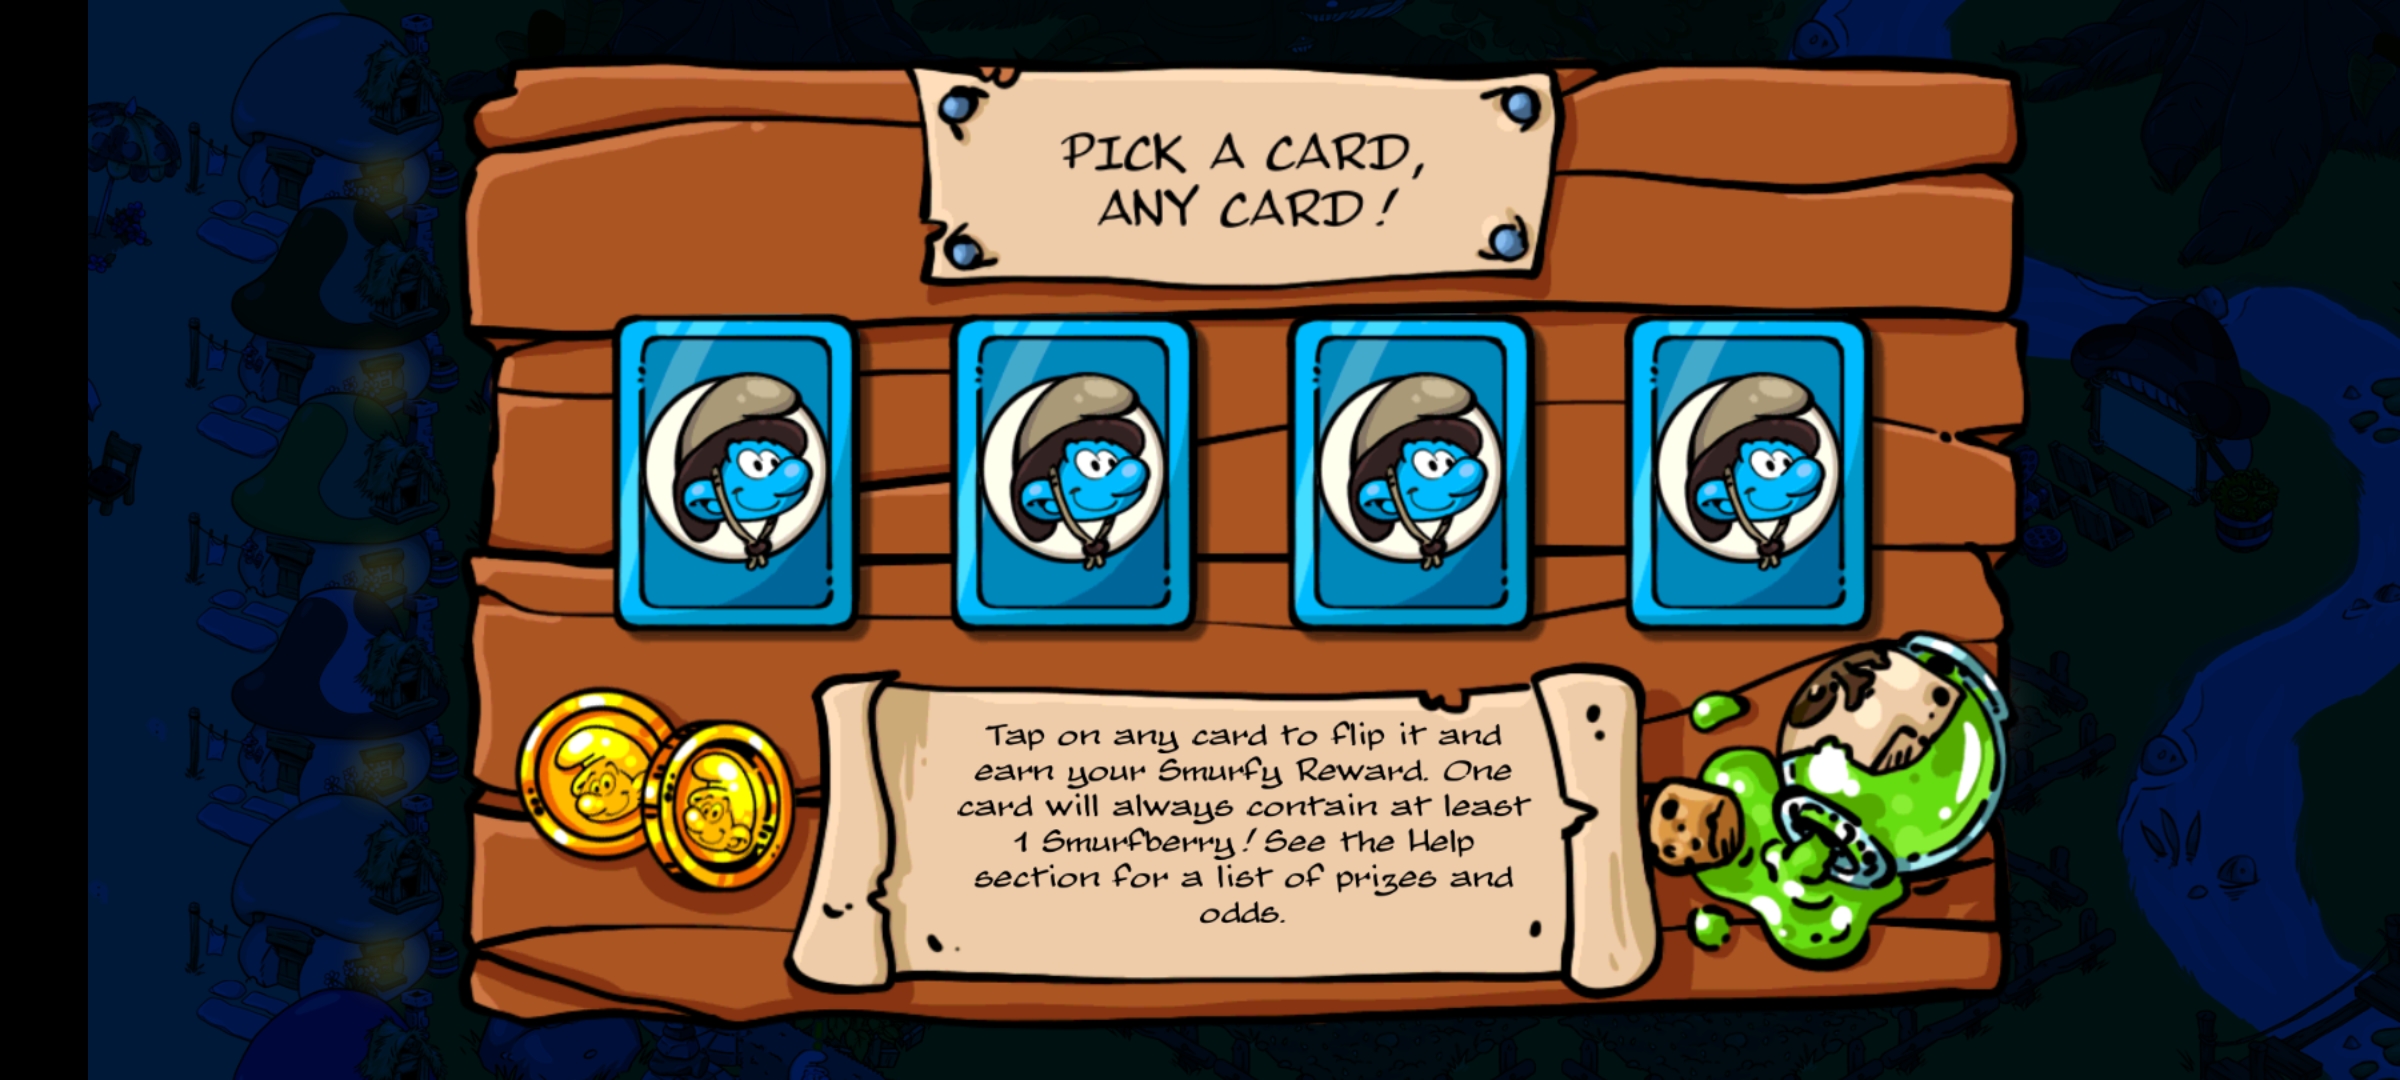 PICK A CARD,
ANY CARD!
Tap on any card to flip it and
earn your Smurfy Reward. One
card will always contain at least
1 Smurfberry! See the Help
section for a list of prizes and
odds.